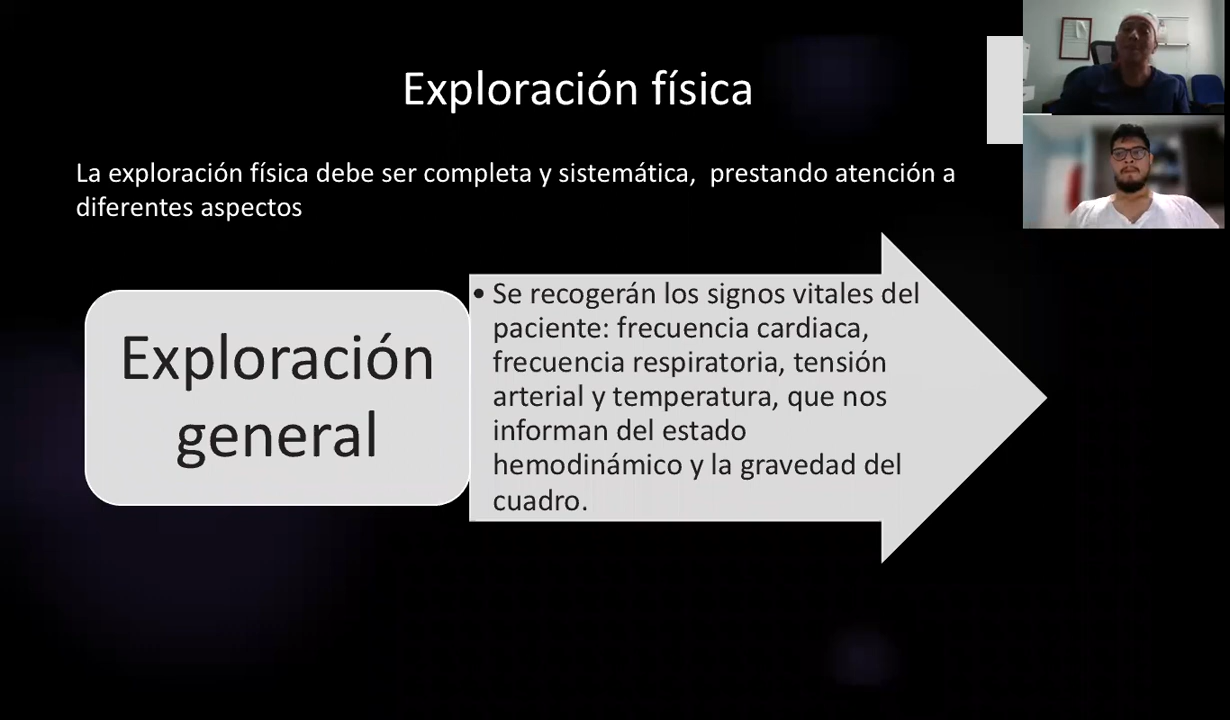 Exploración física
La exploración física debe ser completa y sistemática,  prestando atención a
diferentes aspectos
Exploración
general
• Se recogerán los signos vitales del
paciente: frecuencia cardiaca,
frecuencia respiratoria, tensión
arterial y temperatura, que nos
informan del estado
hemodinámico y la gravedad del
cuadro.